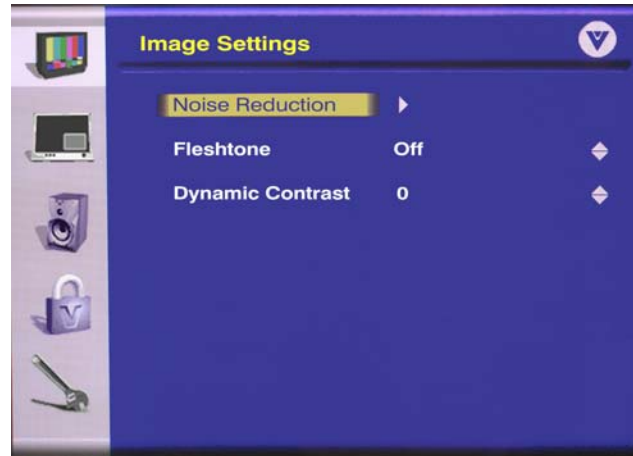 Image Settings
V
Noise Reduction
Fleshtone Off
Dynamic Contrast 0
V